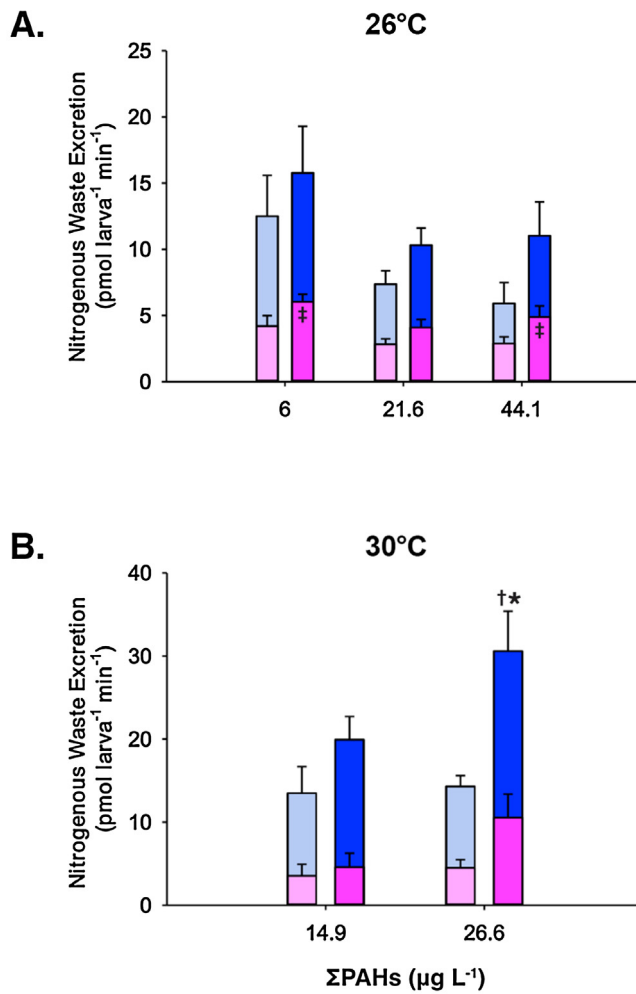 A.
26°C
Nitrogenous Waste Excretion
(pmol larva⁻¹ min⁻¹)
25
20
15
10
5
0
‡
‡
6
21.6
44.1
B.
30°C
Nitrogenous Waste Excretion
(pmol larva⁻¹ min⁻¹)
40
30
20
10
0
†*
14.9
26.6
ΣPAHs (µg L⁻¹)